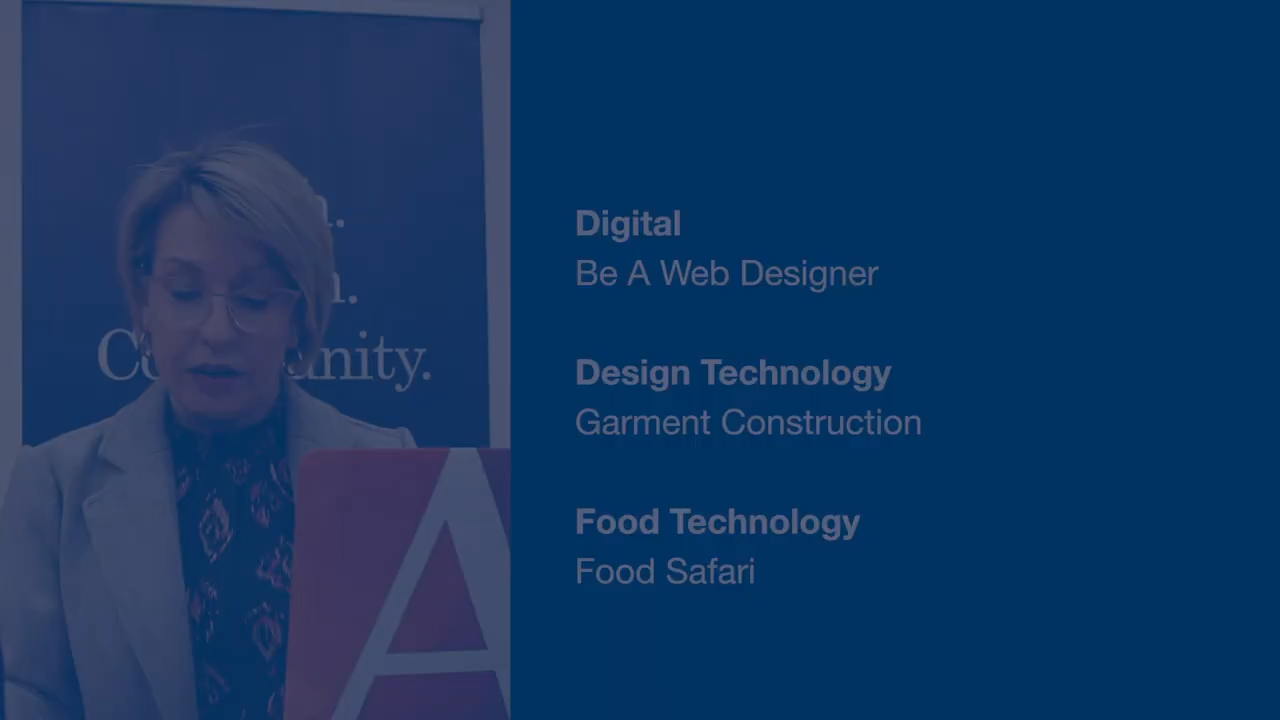 Digital
Be A Web Designer
Design Technology
Garment Construction
Food Technology
Food Safari
A